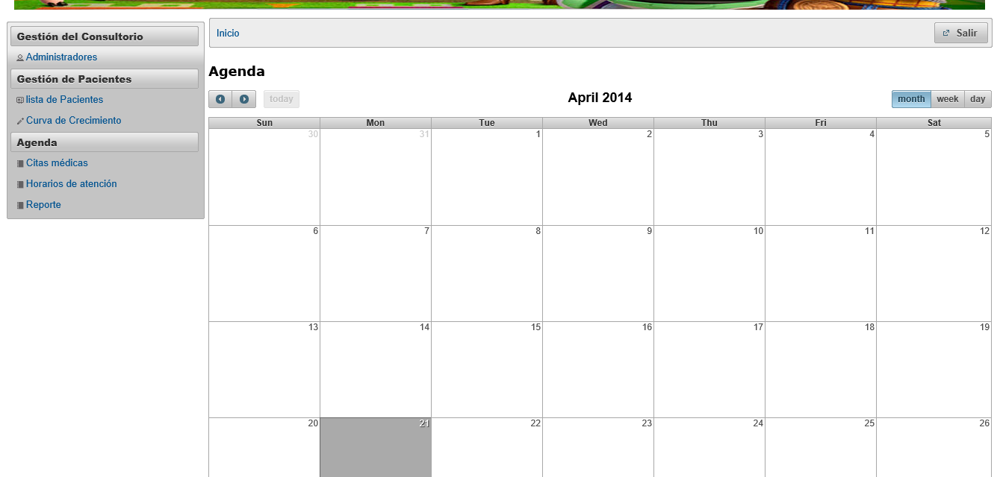 Gestión del Consultorio
Administradores
Gestión de Pacientes
lista de Pacientes
Curva de Crecimiento
Agenda
Citas médicas
Horarios de atención
Reporte
Inicio
Salir
Agenda
today
April 2014
month week day
Sun Mon Tue Wed Thu Fri Sat
30 31 1 2 3 4 5
6 7 8 9 10 11 12
13 14 15 16 17 18 19
20 21 22 23 24 25 26